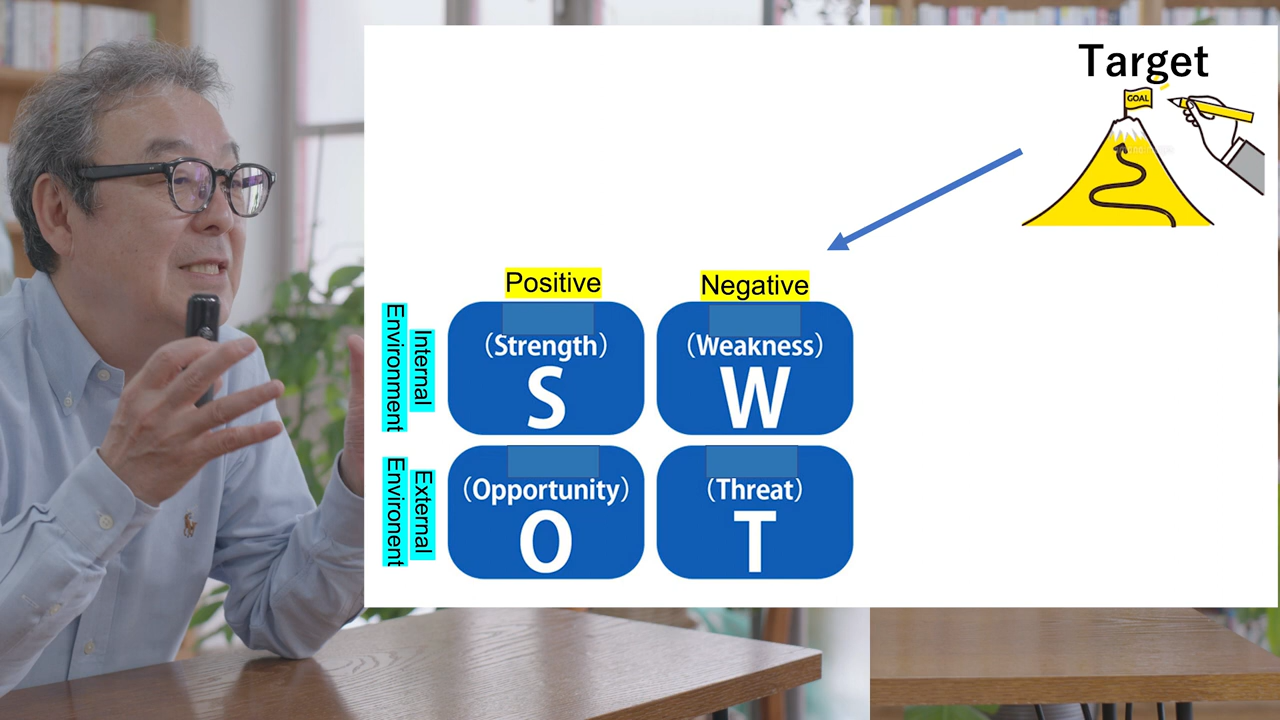 Target
GOAL
Positive
Negative
Internal
Environment
(Strength)
S
(Weakness)
W
External
Environent
(Opportunity)
O
(Threat)
T